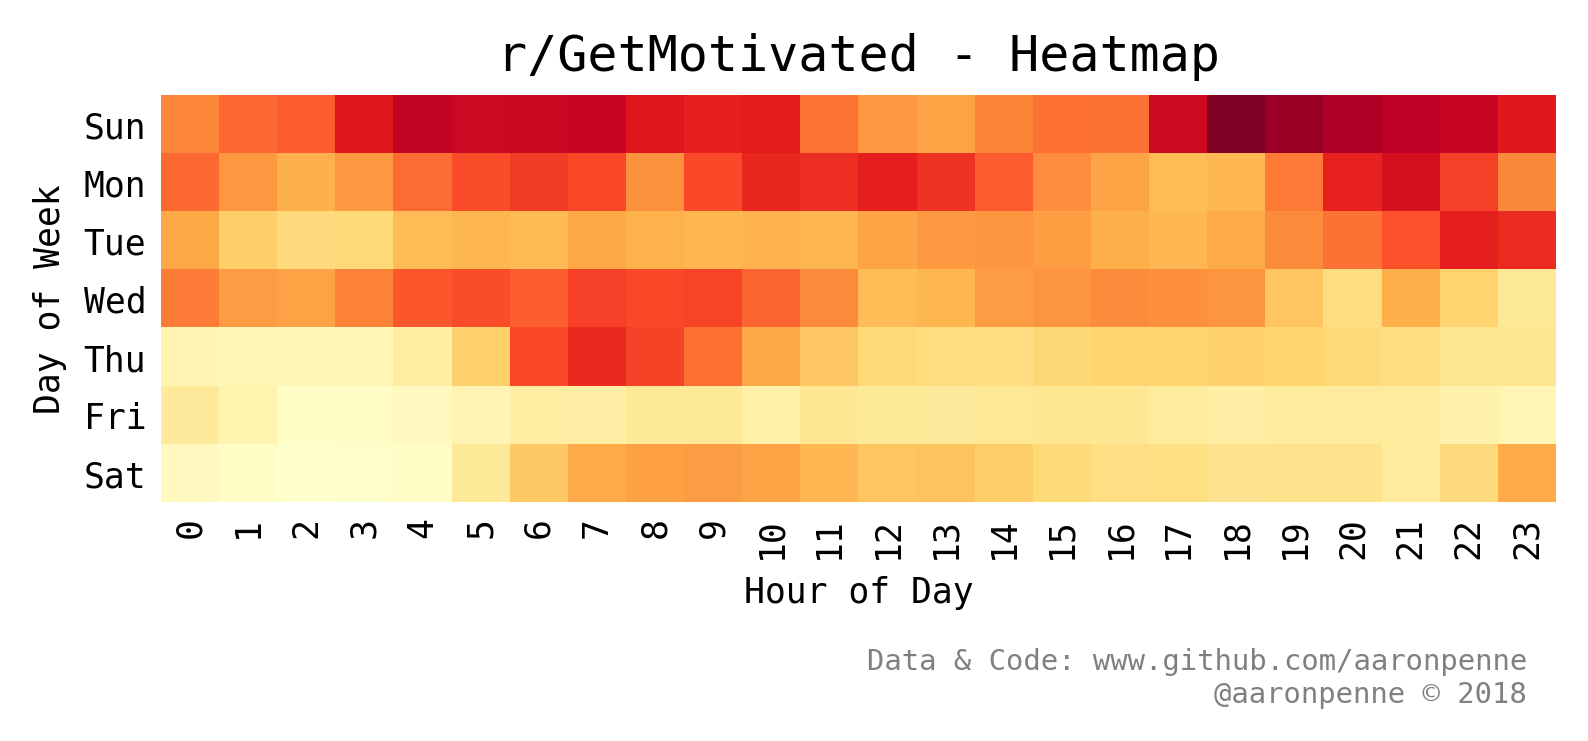 r/GetMotivated - Heatmap
Day of Week
Sun
Mon
Tue
Wed
Thu
Fri
Sat
0 1 2 3 4 5 6 7 8 9 10 11 12 13 14 15 16 17 18 19 20 21 22 23
Hour of Day
Data & Code: www.github.com/aaronpenne
@aaronpenne © 2018